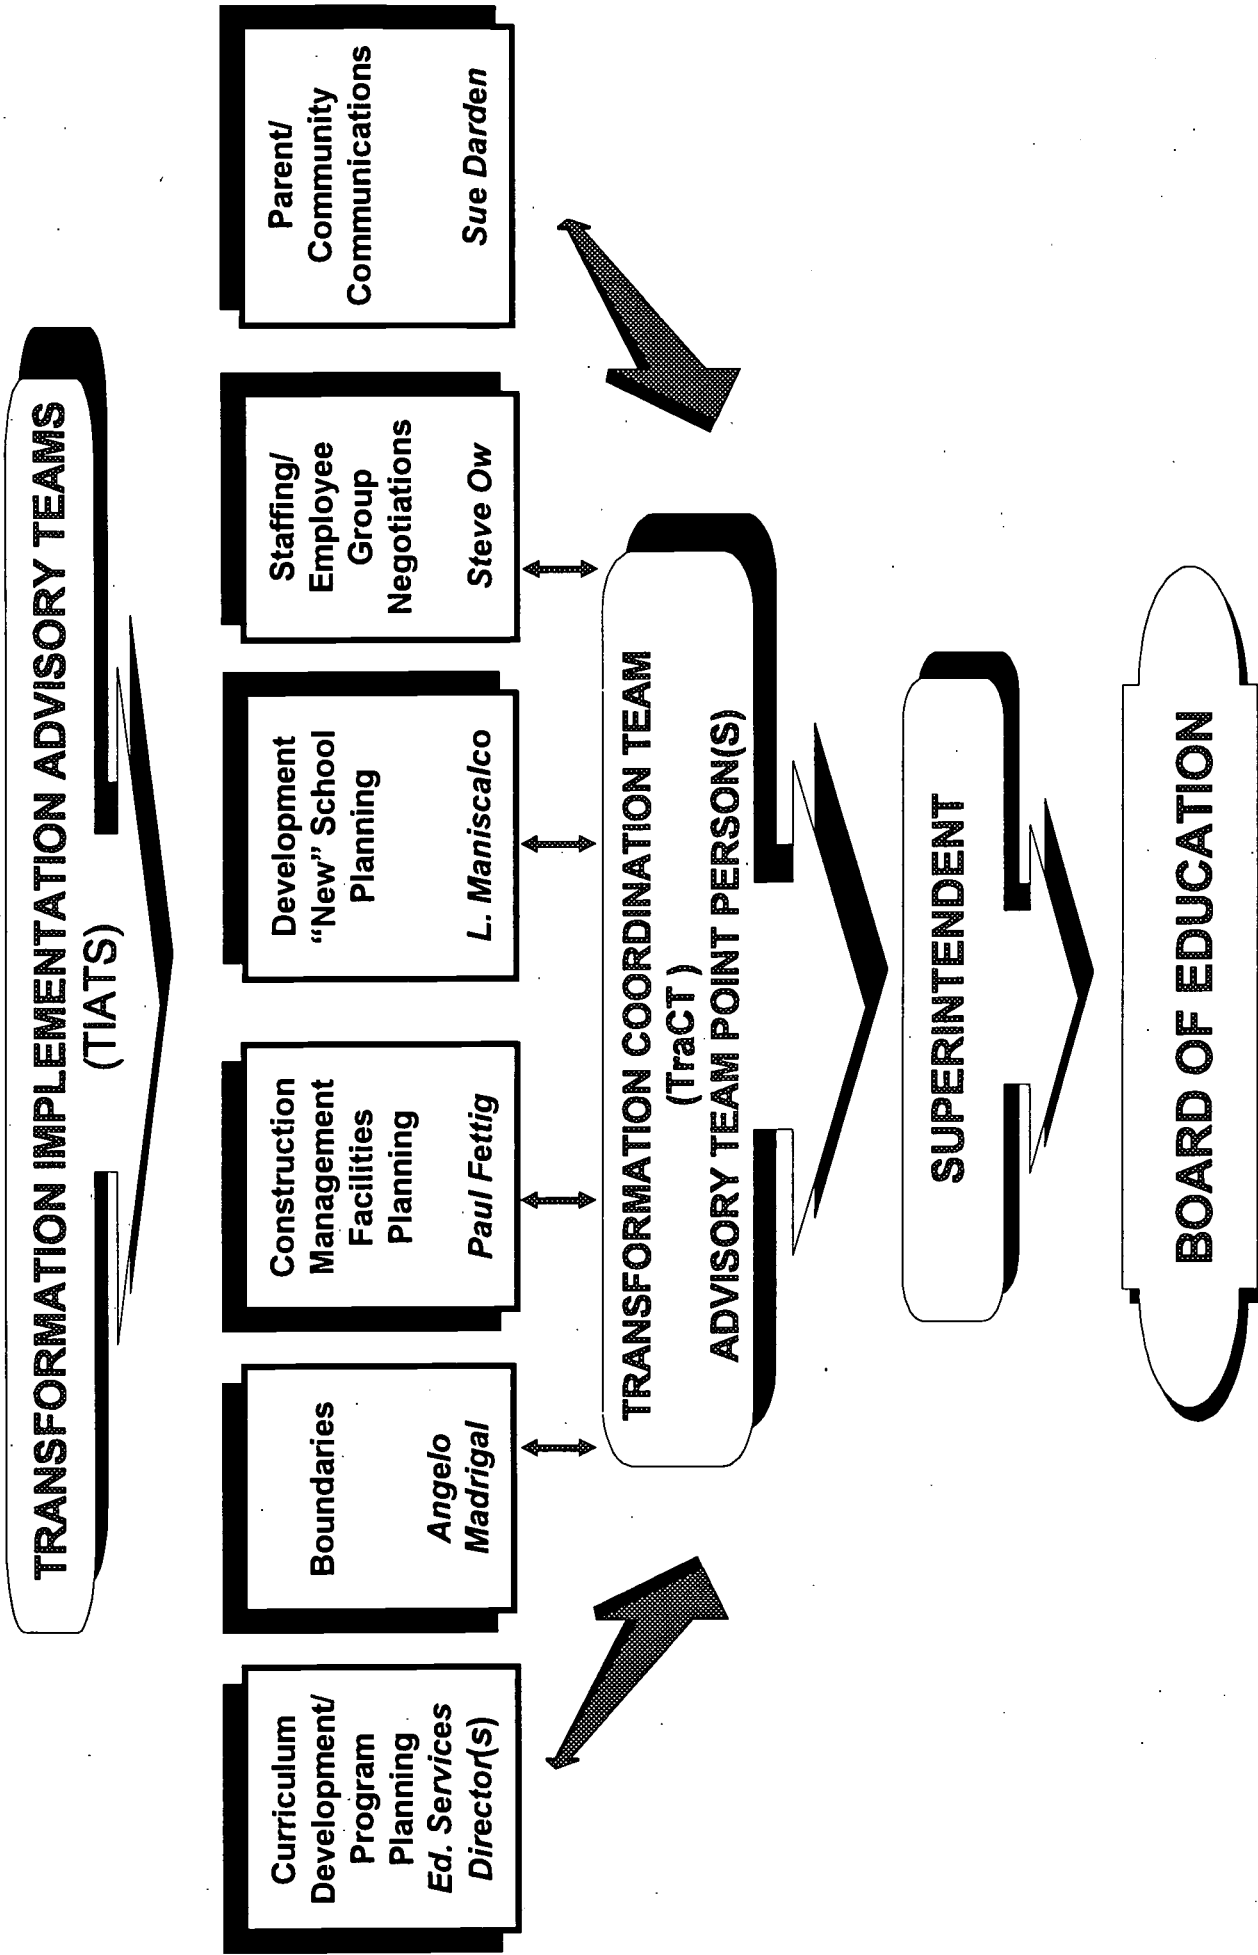 TRANSFORMATION IMPLEMENTATION ADVISORY TEAMS
(TIATS)
Curriculum
Development/
Program
Planning
Ed. Services
Director(s)
Boundaries
Angelo
Madrigal
Construction
Management
Facilities
Planning
Paul Fettig
Development
“New” School
Planning
L. Maniscalco
Staffing/
Employee
Group
Negotiations
Steve Ow
Parent/
Community
Communications
Sue Darden
TRANSFORMATION COORDINATION TEAM
(TraCT )
ADVISORY TEAM POINT PERSON(S)
SUPERINTENDENT
BOARD OF EDUCATION